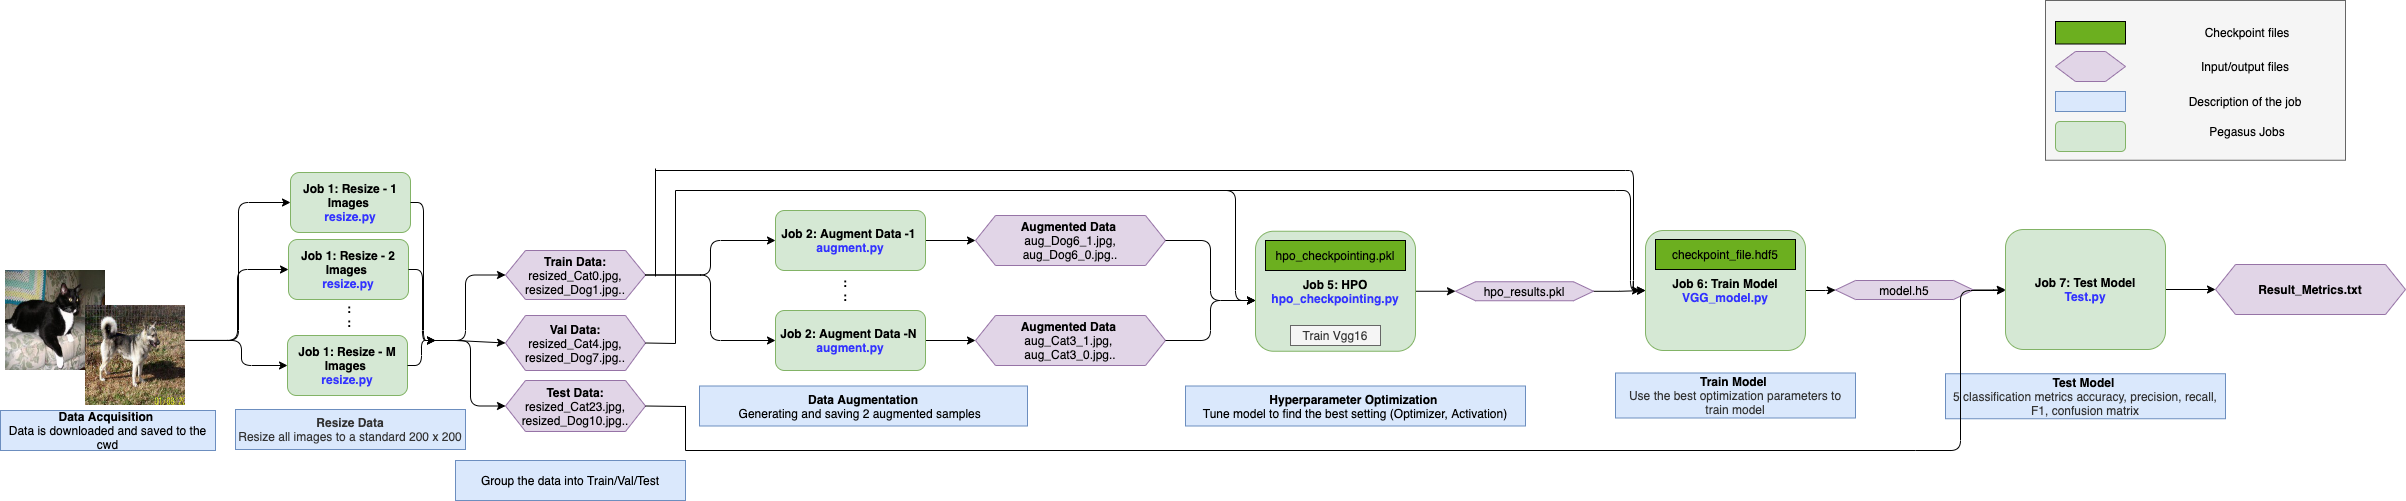 Checkpoint files
Input/output files
Description of the job
Pegasus Jobs
Data Acquisition
Data is downloaded and saved to the
cwd
Job 1: Resize - 1
Images
resize.py
Job 1: Resize - 2
Images
resize.py
Job 1: Resize - M
Images
resize.py
Resize Data
Resize all images to a standard 200 x 200
Train Data:
resized_Cat0.jpg,
resized_Dog1.jpg..
Val Data:
resized_Cat4.jpg,
resized_Dog7.jpg..
Test Data:
resized_Cat23.jpg,
resized_Dog10.jpg..
Group the data into Train/Val/Test
Job 2: Augment Data -1
augment.py
Job 2: Augment Data -N
augment.py
Data Augmentation
Generating and saving 2 augmented samples
Augmented Data
aug_Dog6_1.jpg,
aug_Dog6_0.jpg..
Augmented Data
aug_Cat3_1.jpg,
aug_Cat3_0.jpg..
hpo_checkpointing.pkl
Job 5: HPO
hpo_checkpointing.py
Train Vgg16
Hyperparameter Optimization
Tune model to find the best setting (Optimizer, Activation)
hpo_results.pkl
checkpoint_file.hdf5
Job 6: Train Model
VGG_model.py
Train Model
Use the best optimization parameters to
train model
model.h5
Job 7: Test Model
Test.py
Test Model
5 classification metrics accuracy, precision, recall,
F1, confusion matrix
Result_Metrics.txt